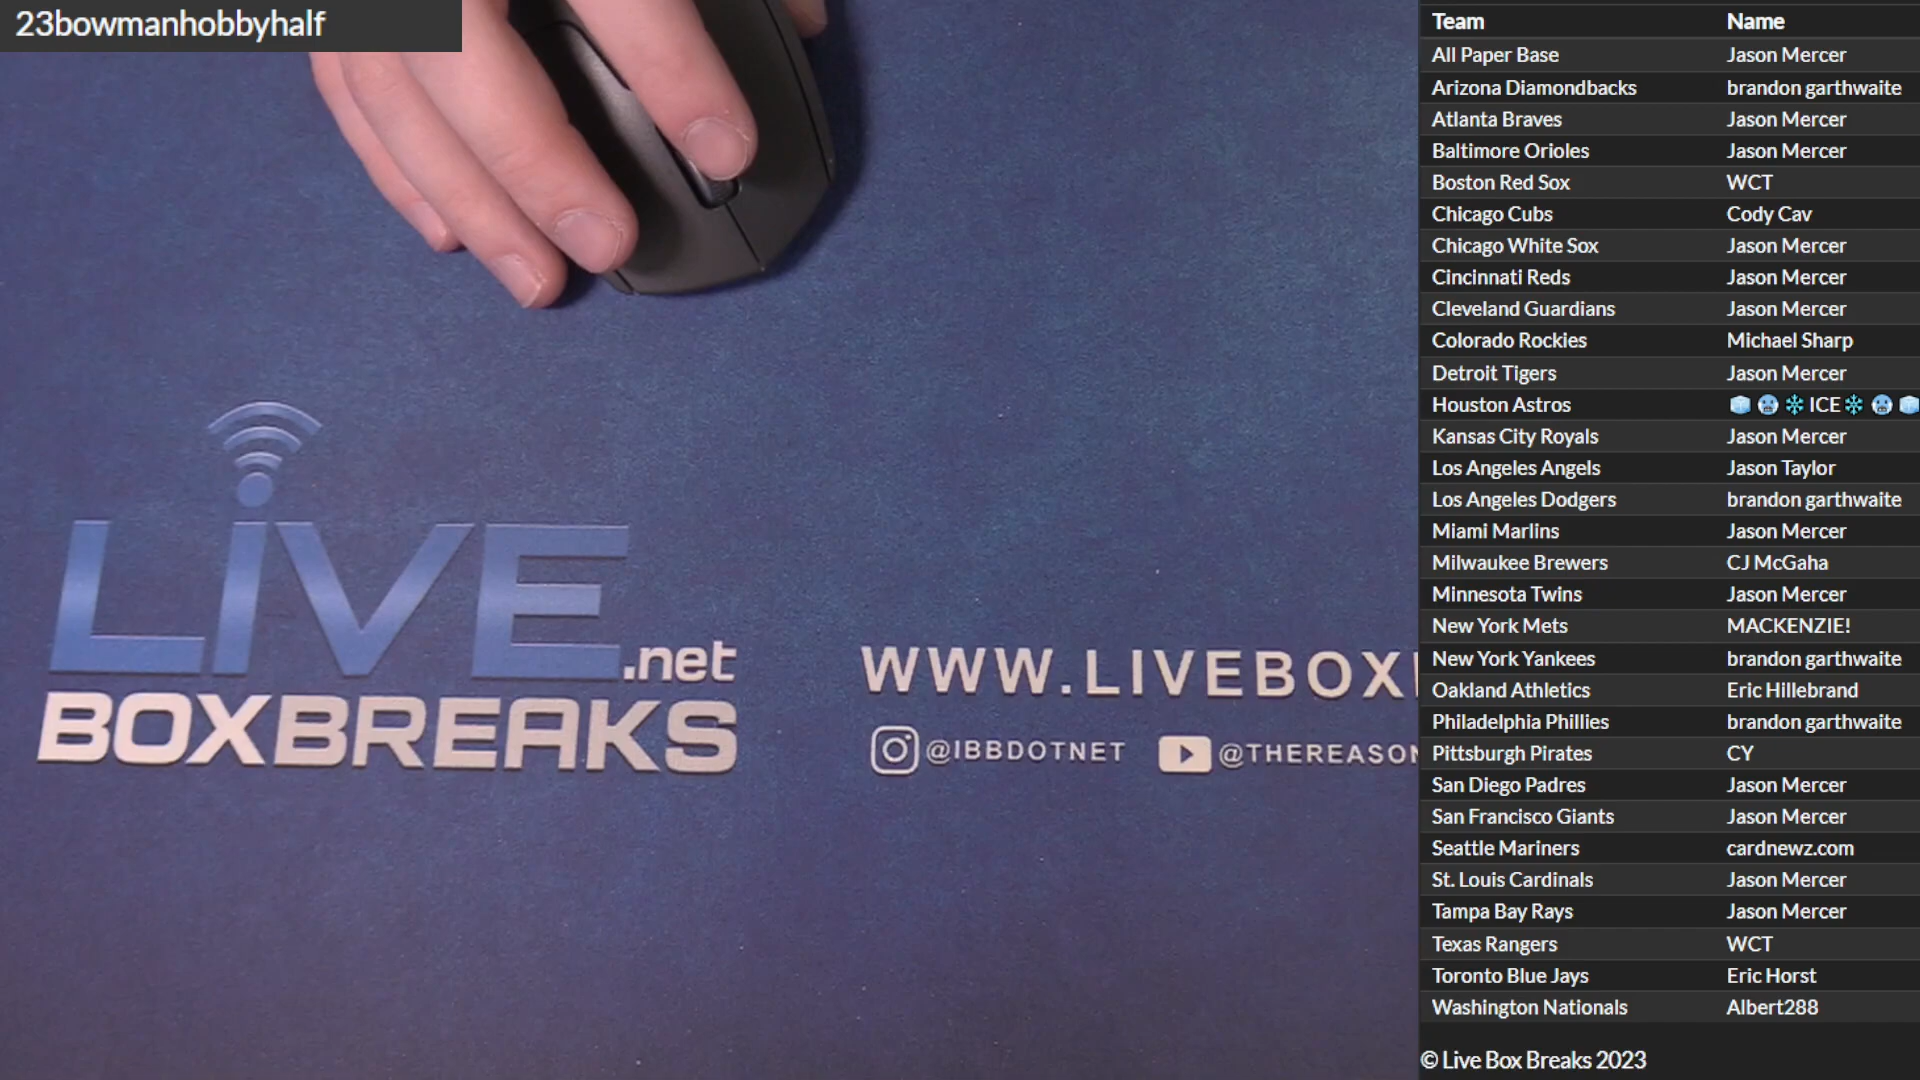 23bowmanhobbyhalf
LIVE.net
BOXBREAKS
WWW.LIVEBOX
@IBBDOTNET @THEREASON
Team Name
All Paper Base Jason Mercer
Arizona Diamondbacks brandon garthwaite
Atlanta Braves Jason Mercer
Baltimore Orioles Jason Mercer
Boston Red Sox WCT
Chicago Cubs Cody Cav
Chicago White Sox Jason Mercer
Cincinnati Reds Jason Mercer
Cleveland Guardians Jason Mercer
Colorado Rockies Michael Sharp
Detroit Tigers Jason Mercer
Houston Astros 🧊🥶❄️ICE❄️🥶🧊
Kansas City Royals Jason Mercer
Los Angeles Angels Jason Taylor
Los Angeles Dodgers brandon garthwaite
Miami Marlins Jason Mercer
Milwaukee Brewers CJ McGaha
Minnesota Twins Jason Mercer
New York Mets MACKENZIE!
New York Yankees brandon garthwaite
Oakland Athletics Eric Hillebrand
Philadelphia Phillies brandon garthwaite
Pittsburgh Pirates CY
San Diego Padres Jason Mercer
San Francisco Giants Jason Mercer
Seattle Mariners cardnewz.com
St. Louis Cardinals Jason Mercer
Tampa Bay Rays Jason Mercer
Texas Rangers WCT
Toronto Blue Jays Eric Horst
Washington Nationals Albert288
© Live Box Breaks 2023